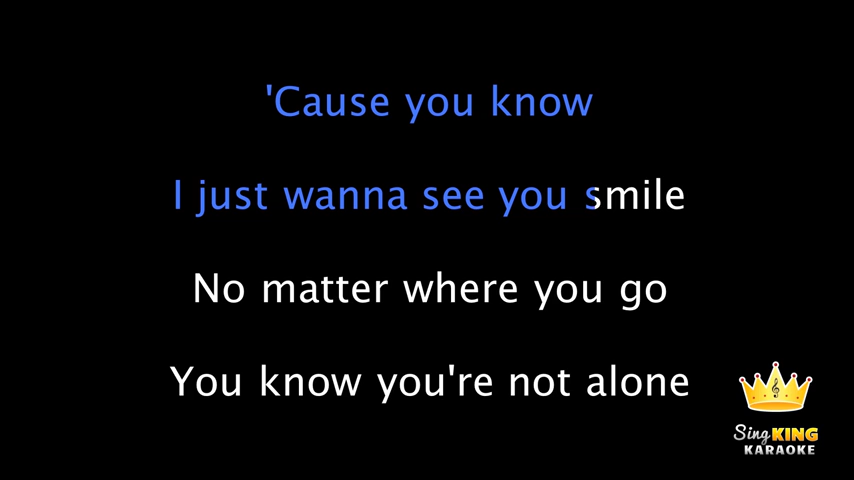 'Cause you know
I just wanna see you smile
No matter where you go
You know you're not alone
Sing KING
KARAOKE